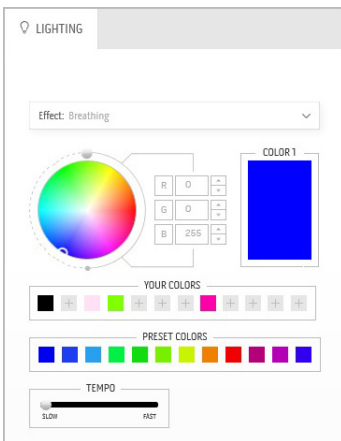 LIGHTING
Effect: Breathing
COLOR 1
R 0
G 0
B 255
YOUR COLORS
+ + + + + + + +
PRESET COLORS
TEMPO
SLOW FAST